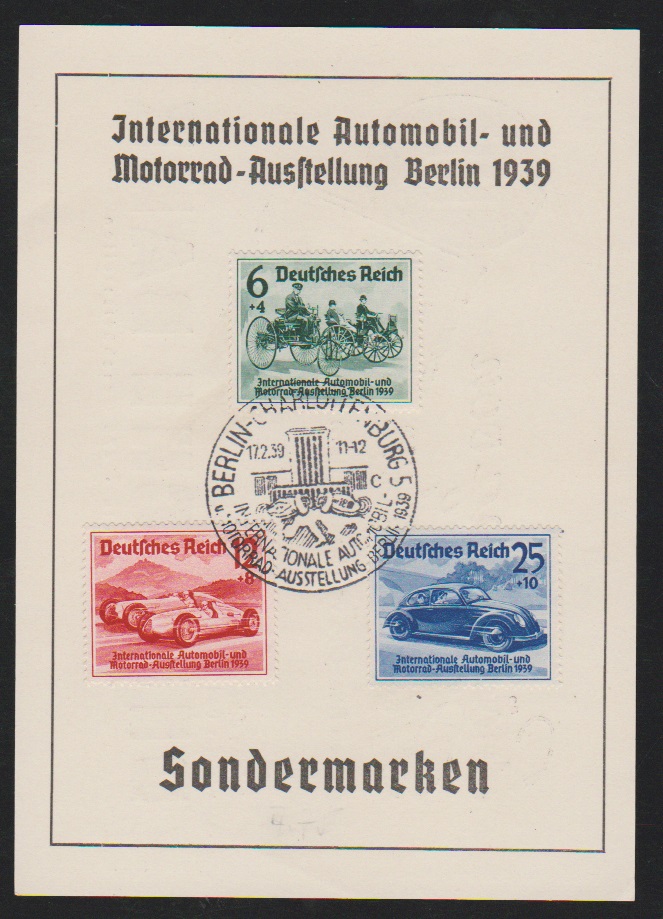 Internationale Automobil- und
Motorrad-Ausſtellung Berlin 1939
6 Deutſches Reich
+4
Internationale Automobil-und
Motorrad-Ausſtellung Berlin 1939
BERLIN-CHARLOTTENBURG 5
17.2.39 11-12
C
INTERNATIONALE AUTOMOBIL-
U. MOTORRAD-AUSSTELLUNG BERLIN 1939
Deutſches Reich 12
+8
Internationale Automobil-und
Motorrad-Ausſtellung Berlin 1939
Deutſches Reich 25
+10
Internationale Automobil-und
Motorrad-Ausſtellung Berlin 1939
Sondermarken